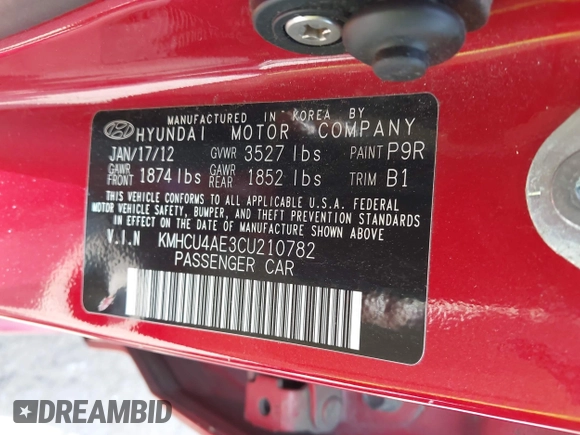 MANUFACTURED IN KOREA BY
HYUNDAI MOTOR COMPANY
JAN/17/12 GVWR 3527 lbs PAINT P9R
GAWR FRONT 1874 lbs GAWR REAR 1852 lbs TRIM B1
THIS VEHICLE CONFORMS TO ALL APPLICABLE U.S.A. FEDERAL
MOTOR VEHICLE SAFETY, BUMPER, AND THEFT PREVENTION STANDARDS
IN EFFECT ON THE DATE OF MANUFACTURE SHOWN ABOVE
V.I.N KMHCU4AE3CU210782
PASSENGER CAR
DREAMBID